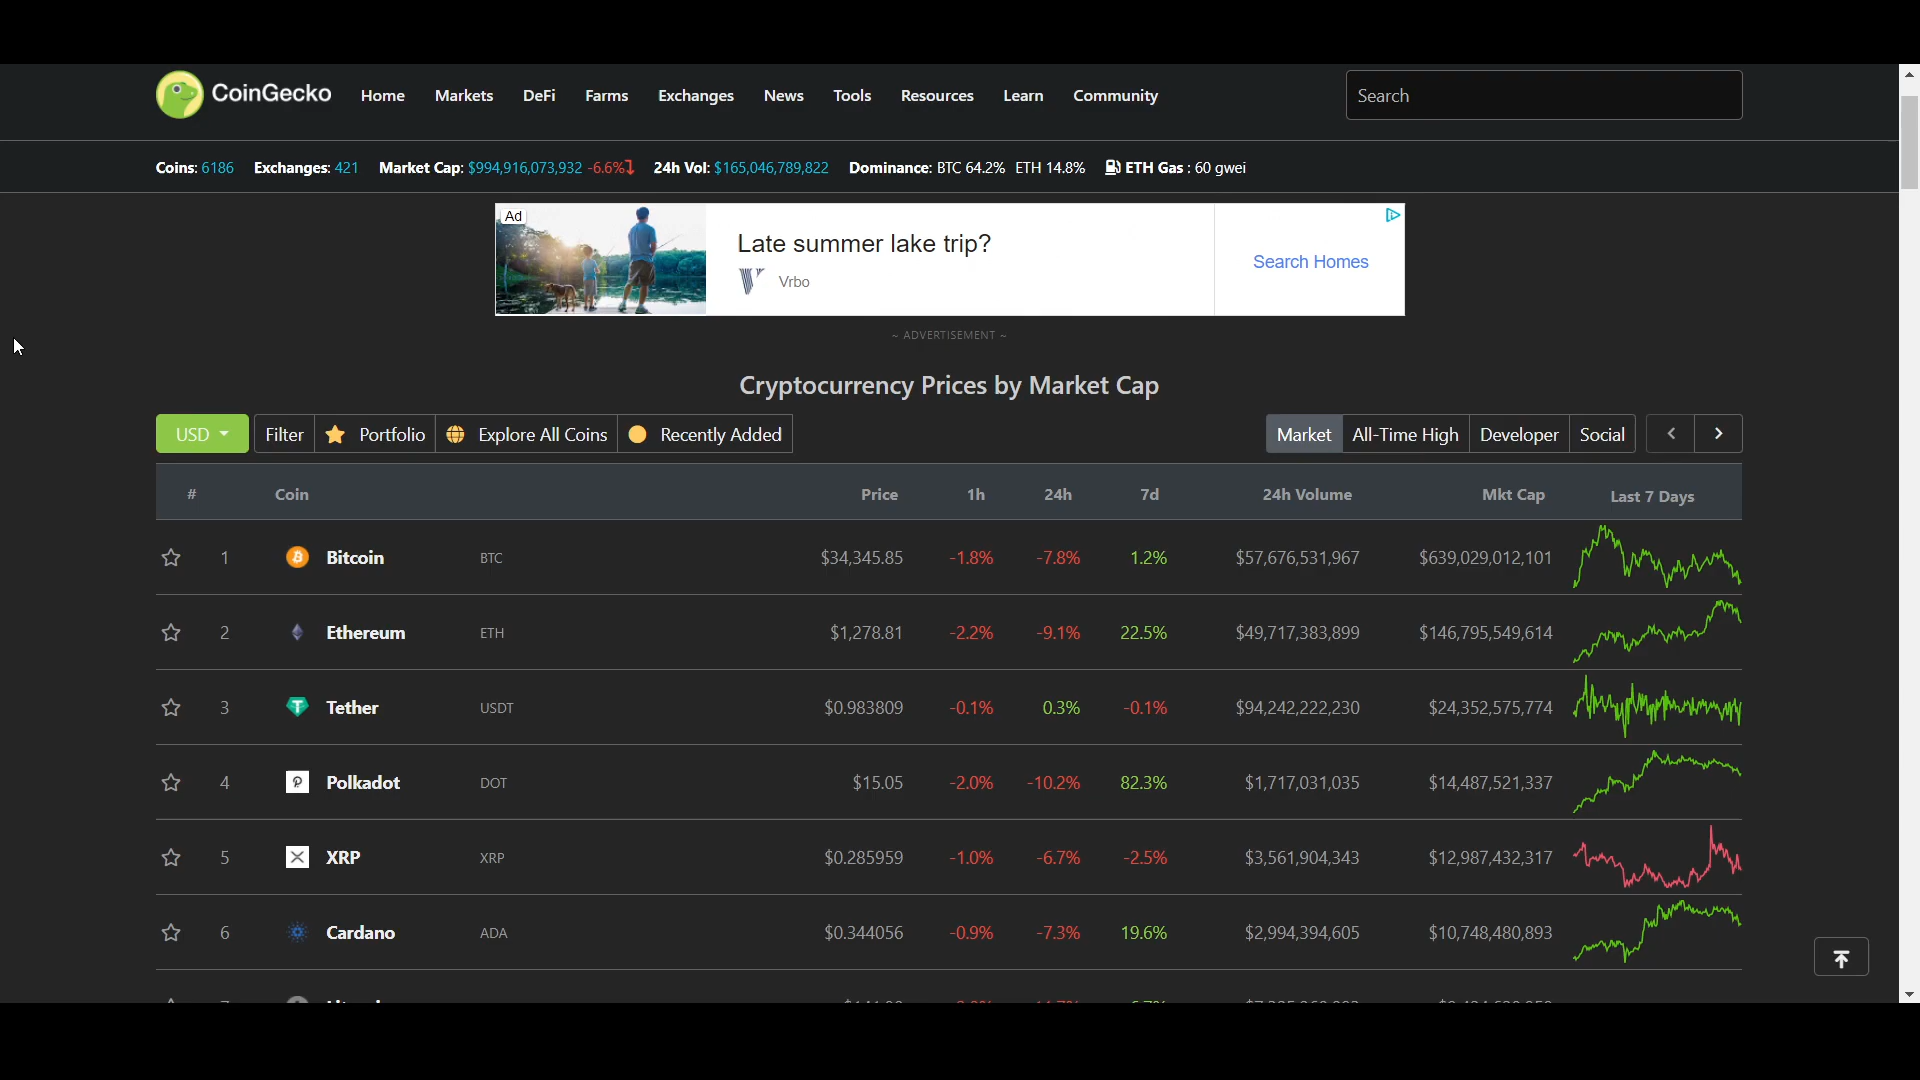 CoinGecko Home Markets DeFi Farms Exchanges News Tools Resources Learn Community Search
Coins: 6186 Exchanges: 421 Market Cap: $994,916,073,932 -6.6% 24h Vol: $165,046,789,822 Dominance: BTC 64.2% ETH 14.8% ETH Gas : 60 gwei
Ad
Late summer lake trip?
Vrbo
Search Homes
~ ADVERTISEMENT ~
Cryptocurrency Prices by Market Cap
USD Filter Portfolio Explore All Coins Recently Added Market All-Time High Developer Social
# Coin Price 1h 24h 7d 24h Volume Mkt Cap Last 7 Days
1 Bitcoin BTC $34,345.85 -1.8% -7.8% 1.2% $57,676,531,967 $639,029,012,101
2 Ethereum ETH $1,278.81 -2.2% -9.1% 22.5% $49,717,383,899 $146,795,549,614
3 Tether USDT $0.983809 -0.1% 0.3% -0.1% $94,242,222,230 $24,352,575,774
4 Polkadot DOT $15.05 -2.0% -10.2% 82.3% $1,717,031,035 $14,487,521,337
5 XRP XRP $0.285959 -1.0% -6.7% -2.5% $3,561,904,343 $12,987,432,317
6 Cardano ADA $0.344056 -0.9% -7.3% 19.6% $2,994,394,605 $10,748,480,893